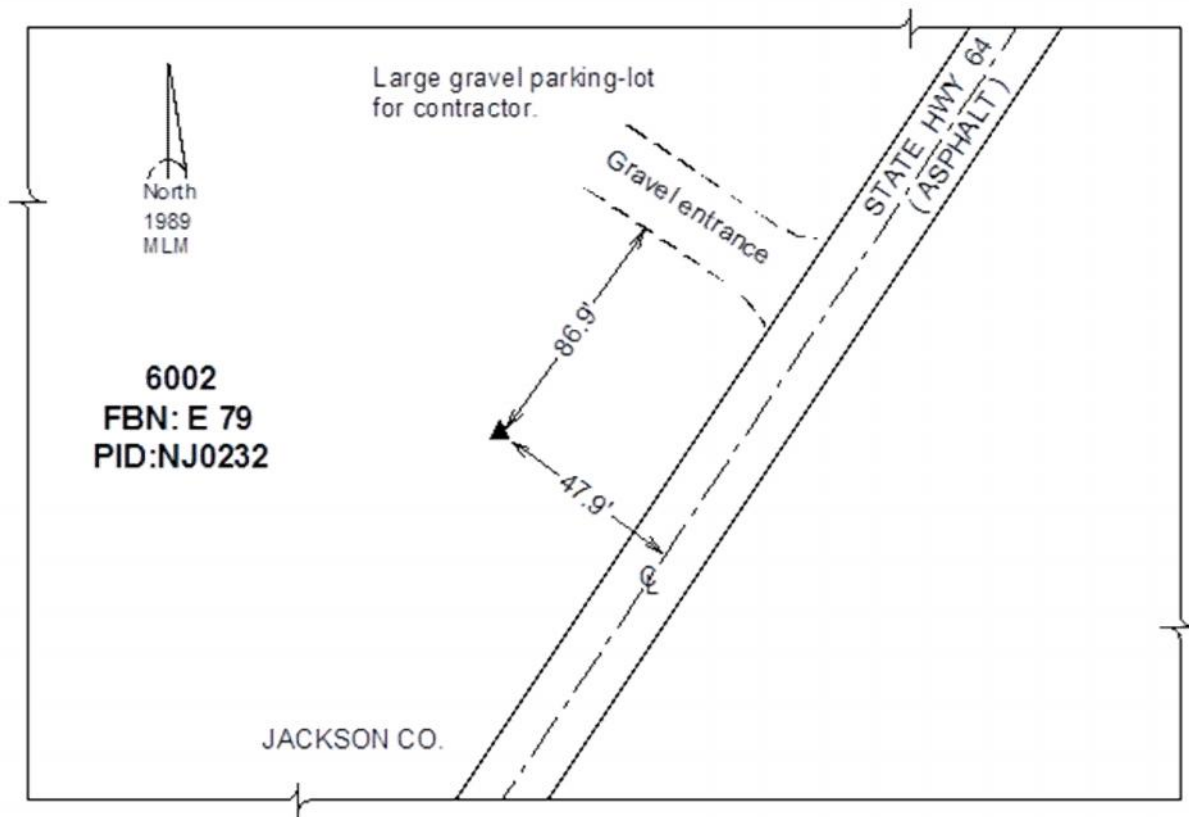 Large gravel parking-lot
for contractor.
North
1989
MLM
Gravel entrance
STATE HWY 64
(ASPHALT)
86.9'
6002
FBN: E 79
PID:NJ0232
47.9'
℄
JACKSON CO.